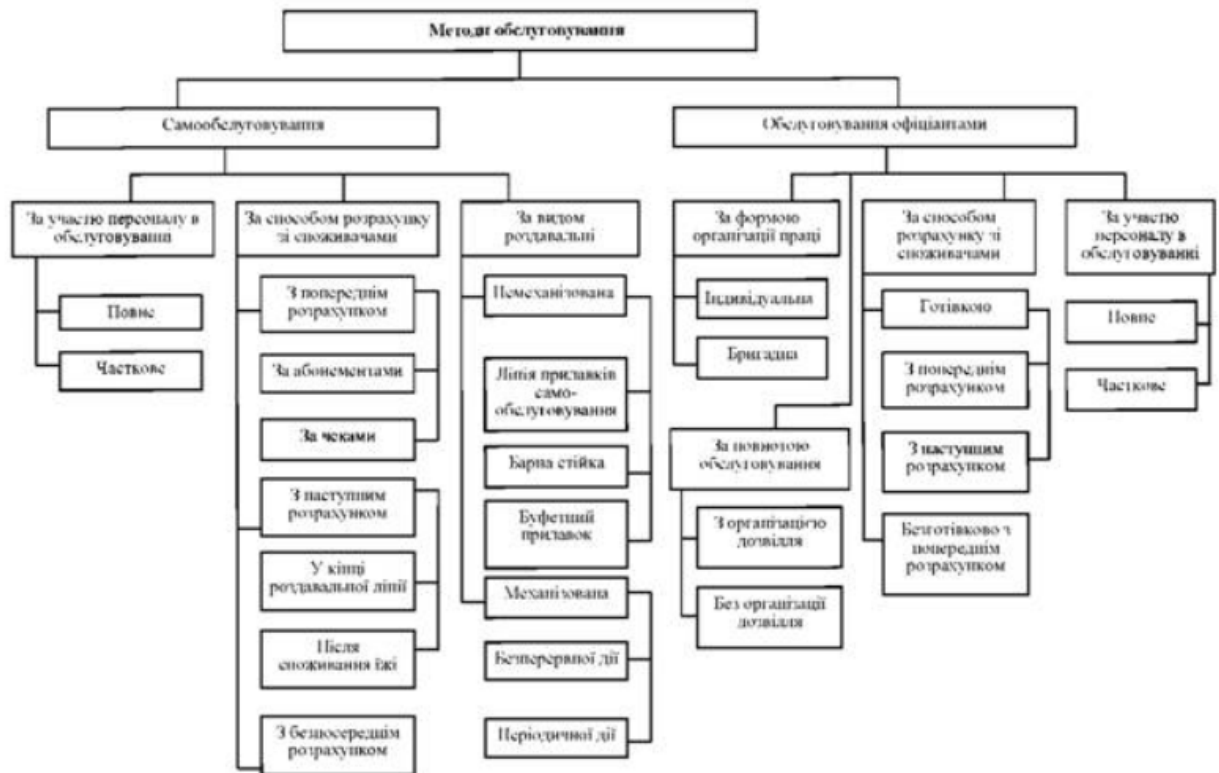 Методи обслуговування
Самообслуговування
Обслуговування офіціантами
За участю персоналу в
обслуговуванні
За способом розрахунку
зі споживачами
За видом
роздавальні
За формою
організації праці
За способом
розрахунку зі
споживачами
За участю
персоналу в
обслуговуванні
Повне
Часткове
З попереднім
розрахунком
За абонементами
За чеками
З наступним
розрахунком
У кінці
роздавальної лінії
Після
споживання їжі
З безпосереднім
розрахунком
Немеханізована
Лінія прилавків
само-
обслуговування
Барна стійка
Буфетний
прилавок
Механізована
Безперервної дії
Періодичної дії
Індивідуальна
Бригадна
За повнотою
обслуговування
З організацією
дозвілля
Без організації
дозвілля
Готівкою
З попереднім
розрахунком
З наступним
розрахунком
Безготівково з
попереднім
розрахунком
Повне
Часткове